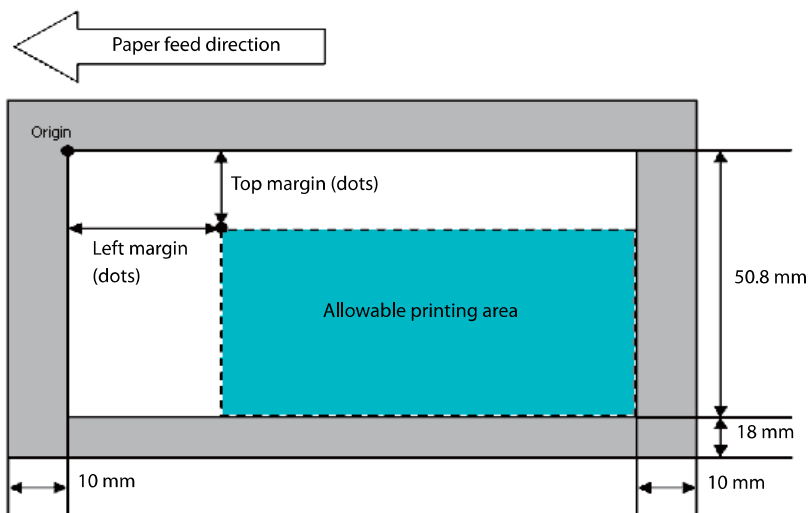 Paper feed direction
Origin
Top margin (dots)
Left margin
(dots)
50.8 mm
Allowable printing area
18 mm
10 mm
10 mm